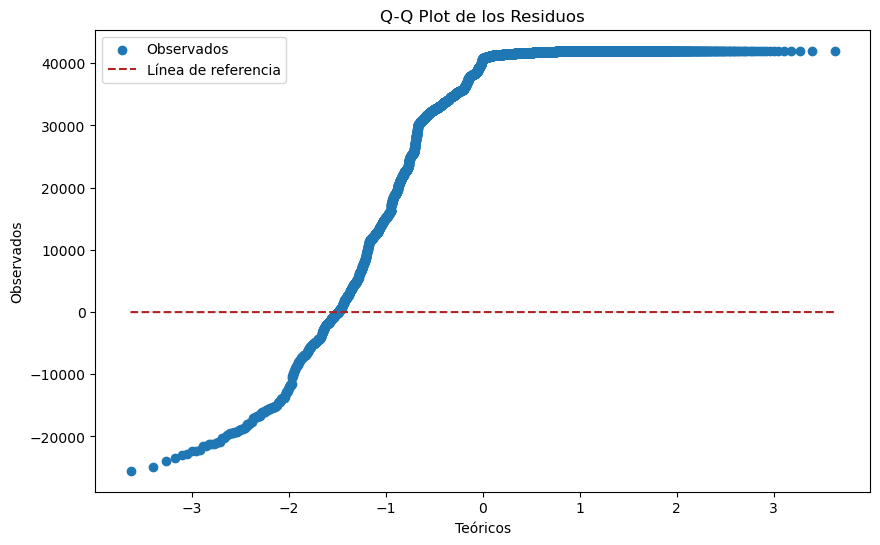 Q-Q Plot de los Residuos
Observados
Línea de referencia
Observados
40000
30000
20000
10000
0
−10000
−20000
−3
−2
−1
0
1
2
3
Teóricos